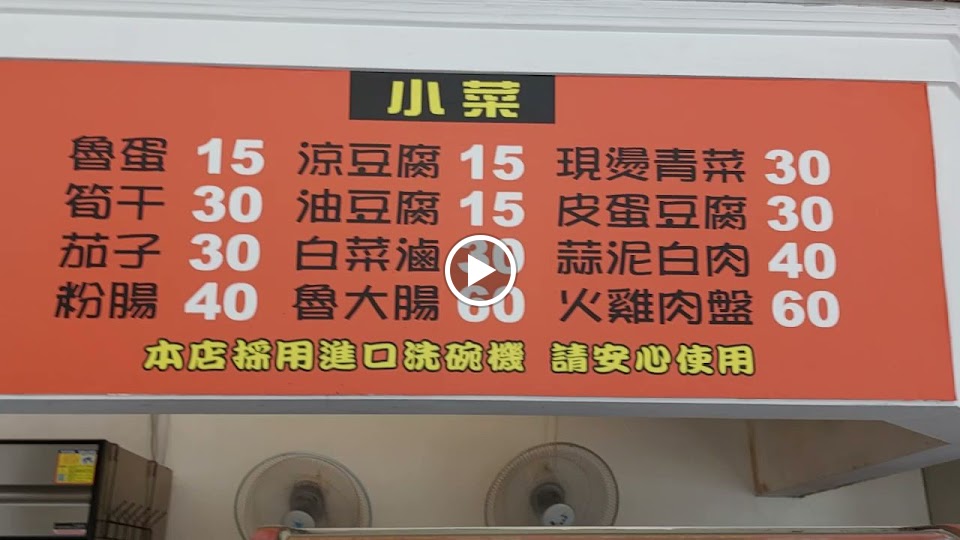 小菜
魯蛋 15 涼豆腐 15 現燙青菜 30
筍干 30 油豆腐 15 皮蛋豆腐 30
茄子 30 白菜滷 30 蒜泥白肉 40
粉腸 40 魯大腸 60 火雞肉盤 60
本店採用進口洗碗機 請安心使用